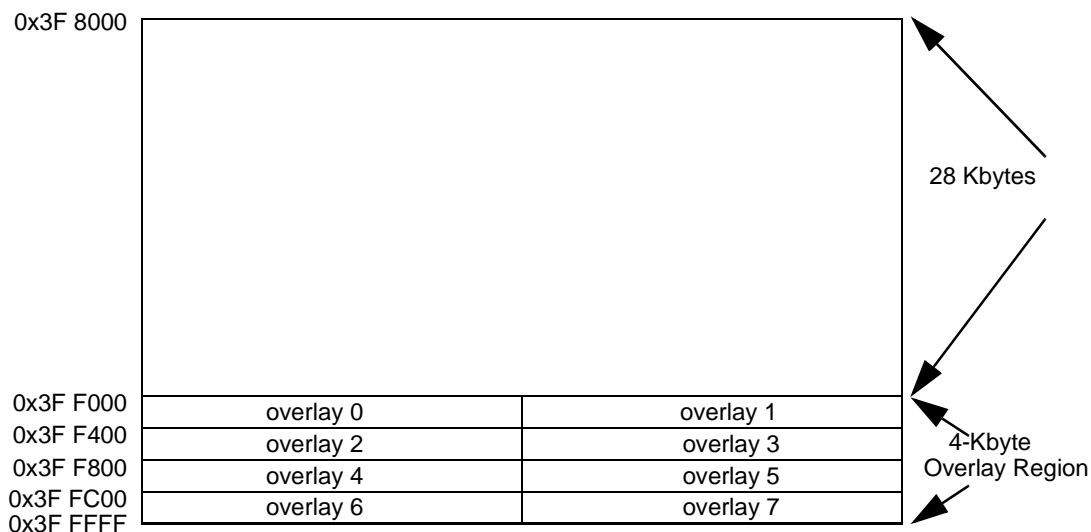 0x3F 8000
28 Kbytes
0x3F F000
overlay 0
overlay 1
0x3F F400
overlay 2
overlay 3
4-Kbyte
Overlay Region
0x3F F800
overlay 4
overlay 5
0x3F FC00
overlay 6
overlay 7
0x3F FFFF